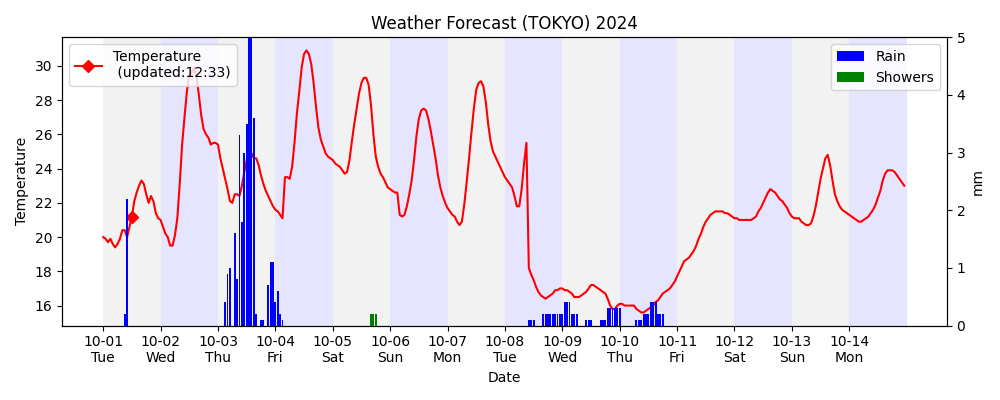 Weather Forecast (TOKYO) 2024
Temperature
(updated:12:33)
Rain
Showers
Temperature
30
28
26
24
22
20
18
16
5
4
3
2
1
0
mm
10-01 10-02 10-03 10-04 10-05 10-06 10-07 10-08 10-09 10-10 10-11 10-12 10-13 10-14
Tue Wed Thu Fri Sat Sun Mon Tue Wed Thu Fri Sat Sun Mon
Date